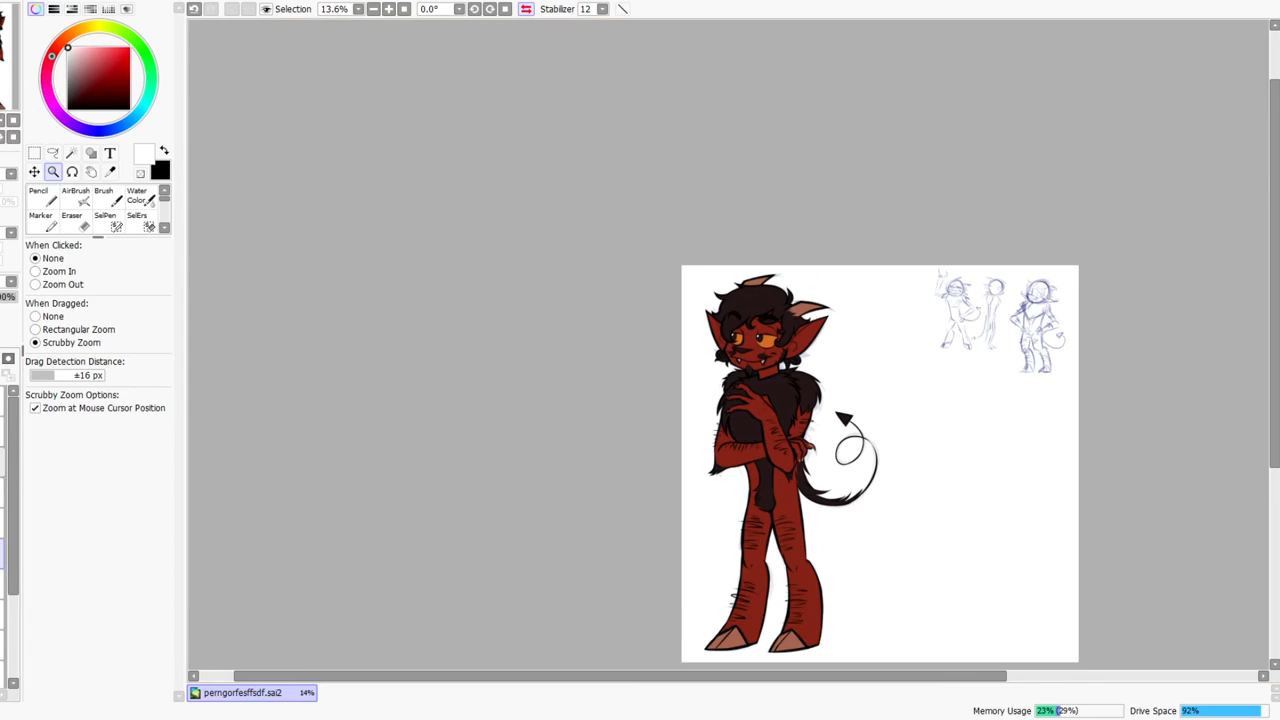 Selection 13.6% 0.0° Stabilizer 12
T
Pencil AirBrush Brush Water Color
Marker Eraser SelPen SelErs
When Clicked:
None
Zoom In
Zoom Out
When Dragged:
None
Rectangular Zoom
Scrubby Zoom
Drag Detection Distance:
±16 px
Scrubby Zoom Options:
Zoom at Mouse Cursor Position
0%
00%
perngorfesffsdf.sai2 14%
Memory Usage 23% (29%) Drive Space 92%